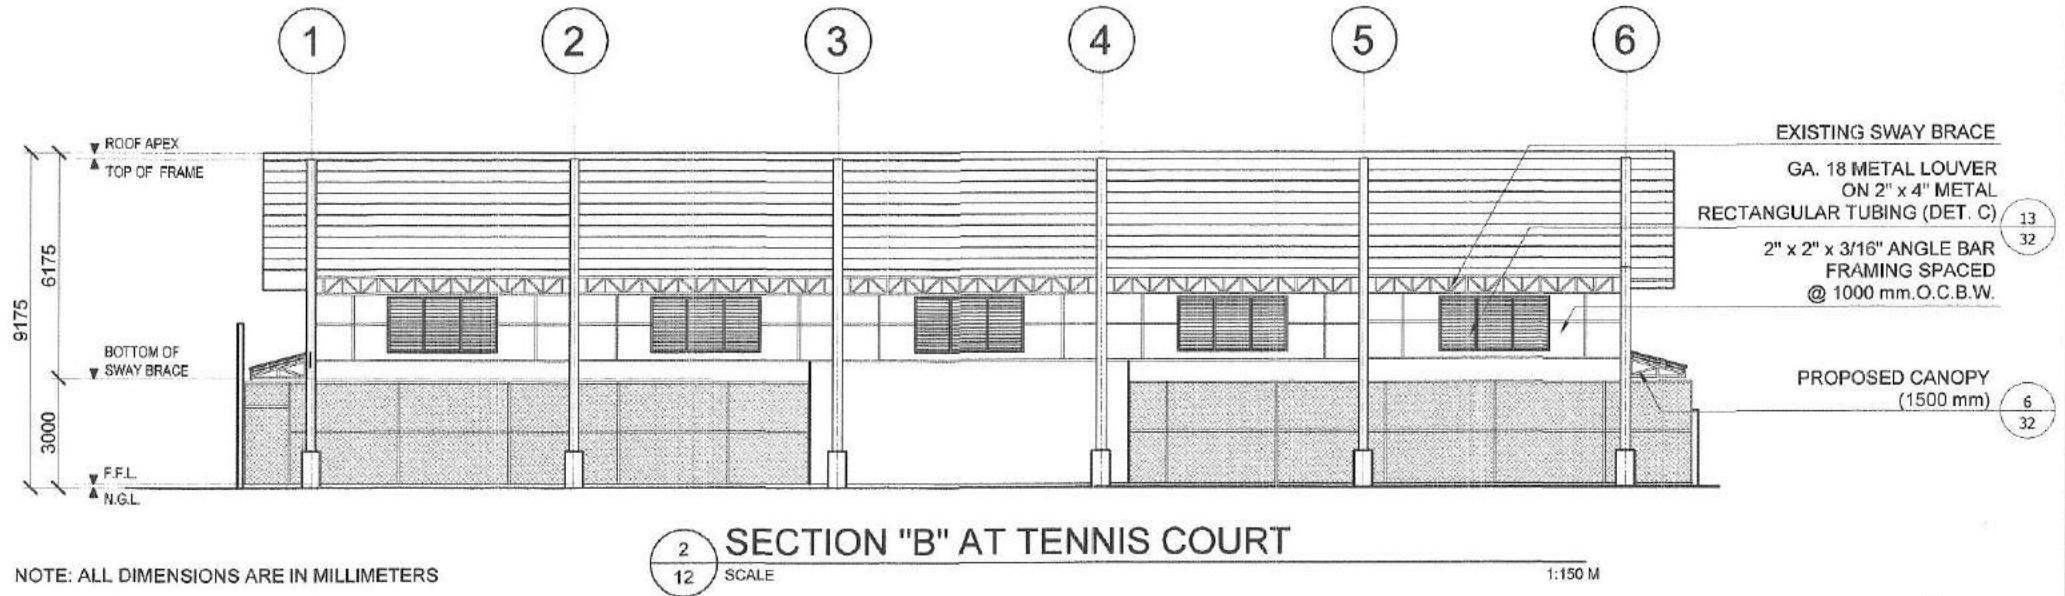 1
2
3
4
5
6
ROOF APEX
TOP OF FRAME
6175
9175
BOTTOM OF
SWAY BRACE
3000
F.F.L.
N.G.L.
EXISTING SWAY BRACE
GA. 18 METAL LOUVER
ON 2" x 4" METAL
RECTANGULAR TUBING (DET. C)
13
32
2" x 2" x 3/16" ANGLE BAR
FRAMING SPACED
@ 1000 mm.O.C.B.W.
PROPOSED CANOPY
(1500 mm)
6
32
2
12
SECTION "B" AT TENNIS COURT
SCALE
1:150 M
NOTE: ALL DIMENSIONS ARE IN MILLIMETERS